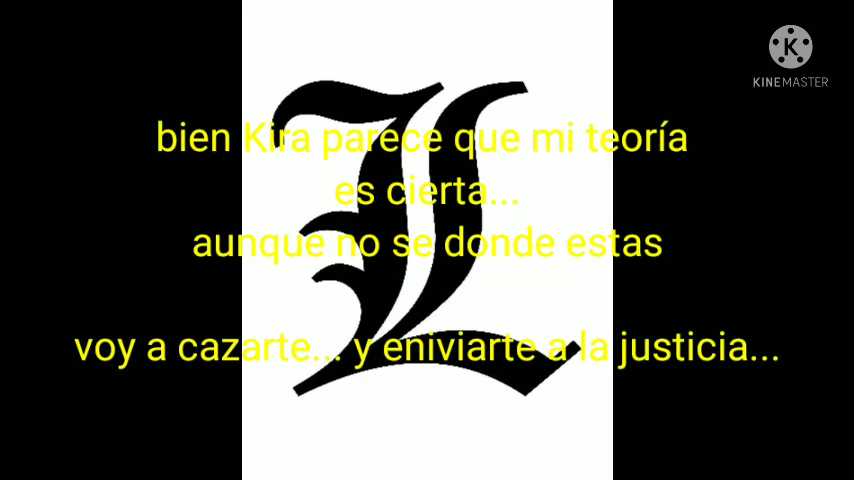 KINEMASTER
bien Kira parece que mi teoría
es cierta...
aunque no se donde estas
voy a cazarte... y eniviarte a la justicia...
L